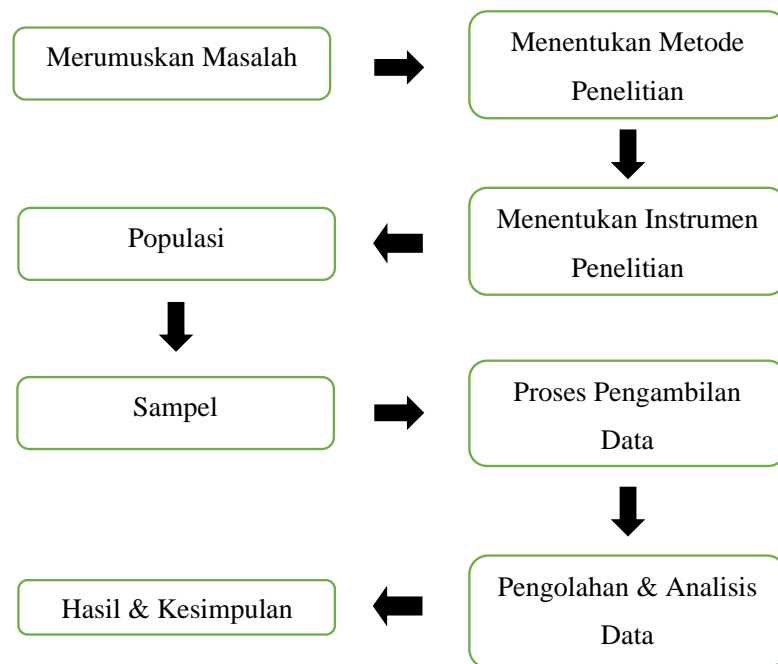 Merumuskan Masalah
Menentukan Metode
Penelitian
Menentukan Instrumen
Penelitian
Populasi
Sampel
Proses Pengambilan
Data
Pengolahan & Analisis
Data
Hasil & Kesimpulan